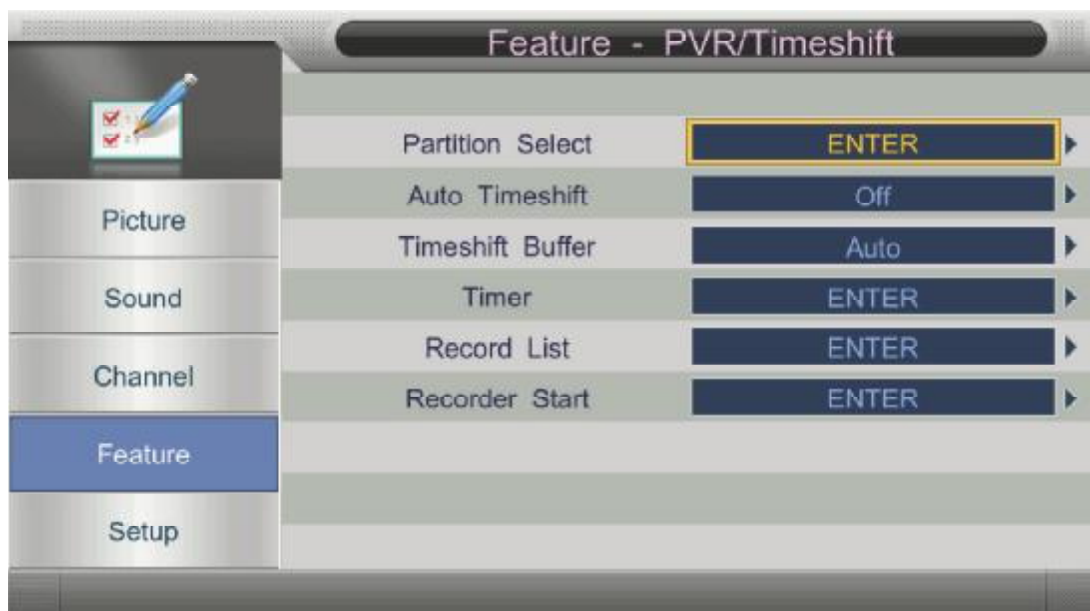 Feature - PVR/Timeshift
Picture
Sound
Channel
Feature
Setup
Partition Select ENTER
Auto Timeshift Off
Timeshift Buffer Auto
Timer ENTER
Record List ENTER
Recorder Start ENTER